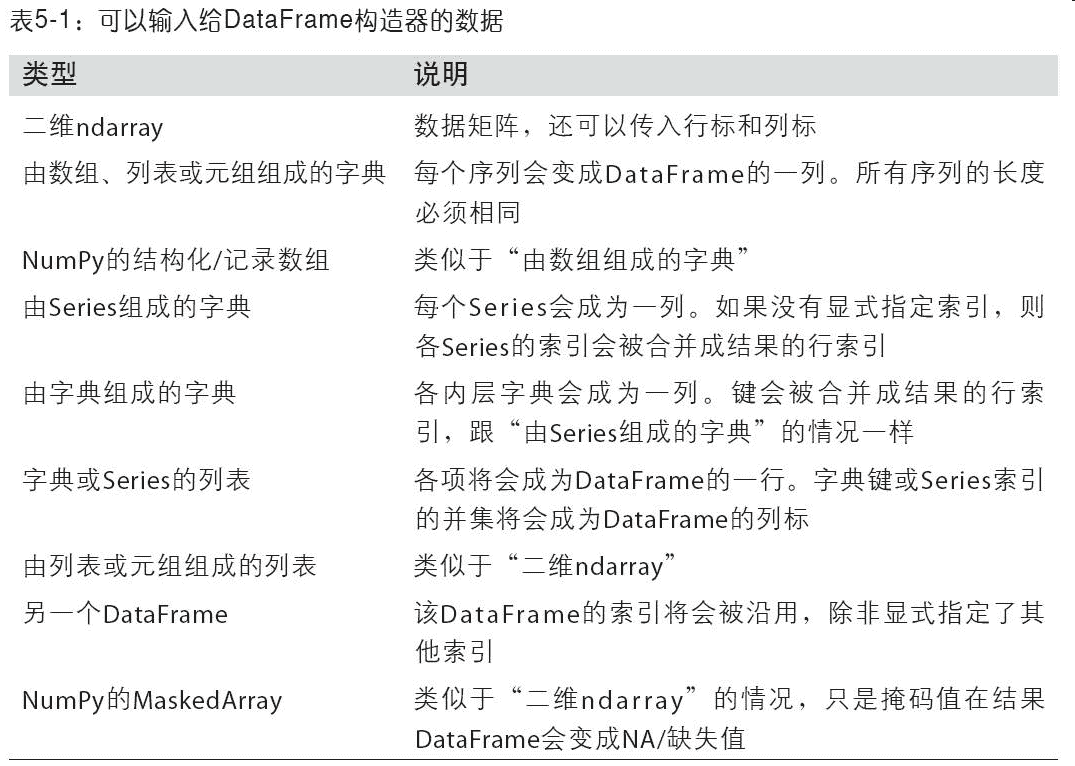 表5-1：可以输入给DataFrame构造器的数据
类型 说明
二维ndarray 数据矩阵，还可以传入行标和列标
由数组、列表或元组组成的字典 每个序列会变成DataFrame的一列。所有序列的长度
必须相同
NumPy的结构化/记录数组 类似于“由数组组成的字典”
由Series组成的字典 每个Series会成为一列。如果没有显式指定索引，则
各Series的索引会被合并成结果的行索引
由字典组成的字典 各内层字典会成为一列。键会被合并成结果的行索
引，跟“由Series组成的字典”的情况一样
字典或Series的列表 各项将会成为DataFrame的一行。字典键或Series索引
的并集将会成为DataFrame的列标
由列表或元组组成的列表 类似于“二维ndarray”
另一个DataFrame 该DataFrame的索引将会被沿用，除非显式指定了其
他索引
NumPy的MaskedArray 类似于“二维ndarray”的情况，只是掩码值在结果
DataFrame会变成NA/缺失值